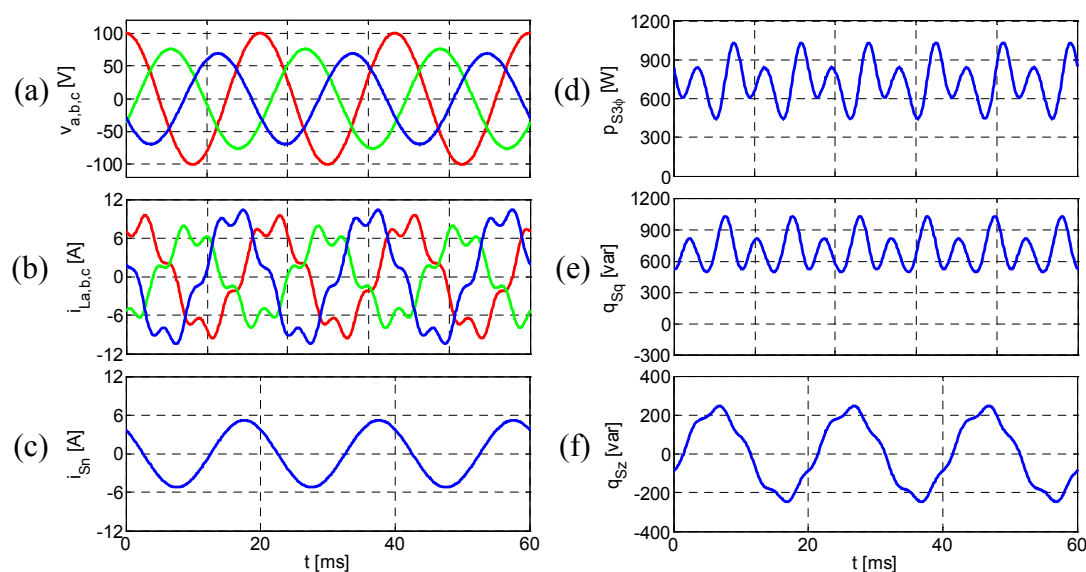 (a)
v_a,b,c [V]
100
50
0
-50
-100
(b)
i_La,b,c [A]
12
6
0
-6
-12
(c)
i_Sn [A]
12
6
0
-6
-12
0
20
40
60
t [ms]
(d)
p_S3ϕ [W]
1200
900
600
300
0
(e)
q_Sq [var]
1200
900
600
300
0
-300
(f)
q_Sz [var]
400
200
0
-200
-400
0
20
40
60
t [ms]